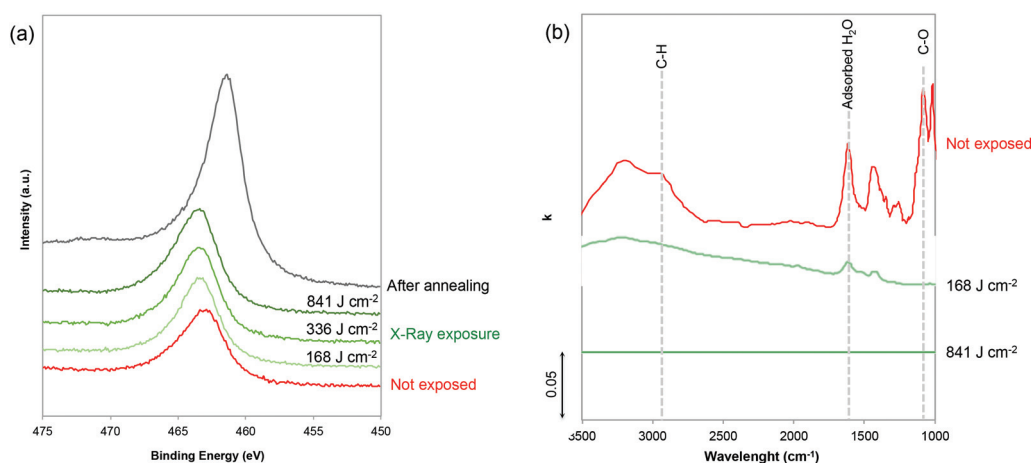 (a)
Intensity (a.u.)
After annealing
841 J cm⁻²
336 J cm⁻²
X-Ray exposure
168 J cm⁻²
Not exposed
475 470 465 460 455 450
Binding Energy (eV)
(b)
C-H
Adsorbed H₂O
C-O
Not exposed
k
168 J cm⁻²
841 J cm⁻²
0.05
3000 2500 2000 1500 1000
Wavelenght (cm⁻¹)